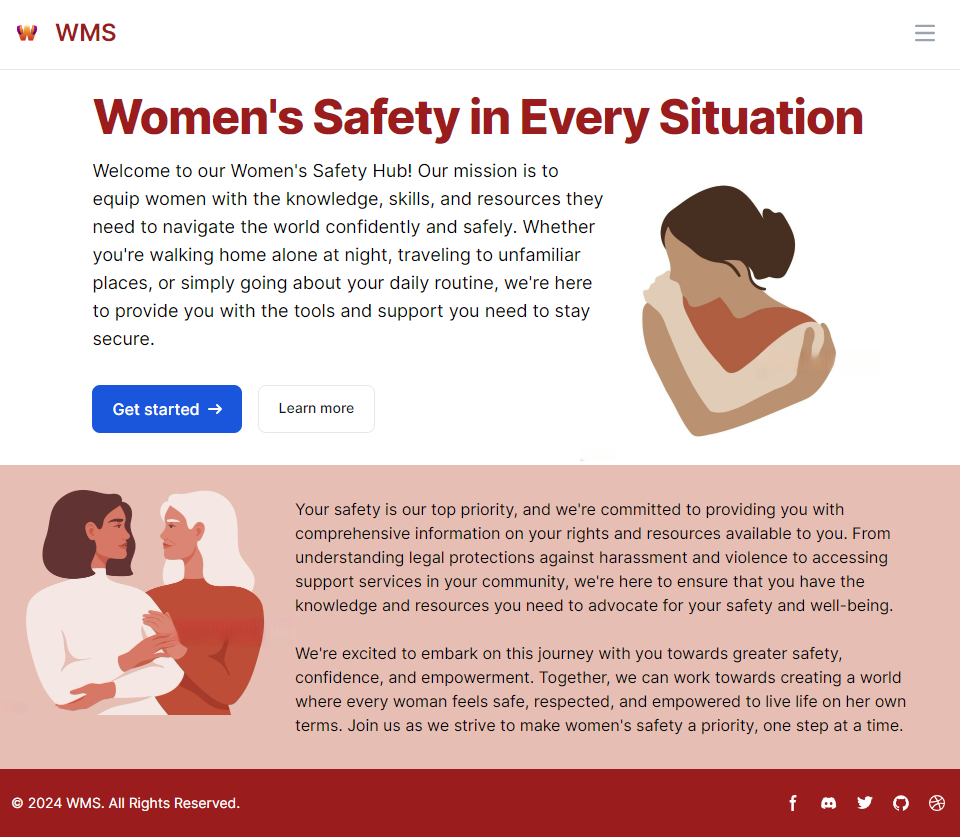 WMS
Women's Safety in Every Situation
Welcome to our Women's Safety Hub! Our mission is to
equip women with the knowledge, skills, and resources they
need to navigate the world confidently and safely. Whether
you're walking home alone at night, traveling to unfamiliar
places, or simply going about your daily routine, we're here
to provide you with the tools and support you need to stay
secure.
Get started →
Learn more
Your safety is our top priority, and we're committed to providing you with
comprehensive information on your rights and resources available to you. From
understanding legal protections against harassment and violence to accessing
support services in your community, we're here to ensure that you have the
knowledge and resources you need to advocate for your safety and well-being.
We're excited to embark on this journey with you towards greater safety,
confidence, and empowerment. Together, we can work towards creating a world
where every woman feels safe, respected, and empowered to live life on her own
terms. Join us as we strive to make women's safety a priority, one step at a time.
© 2024 WMS. All Rights Reserved.